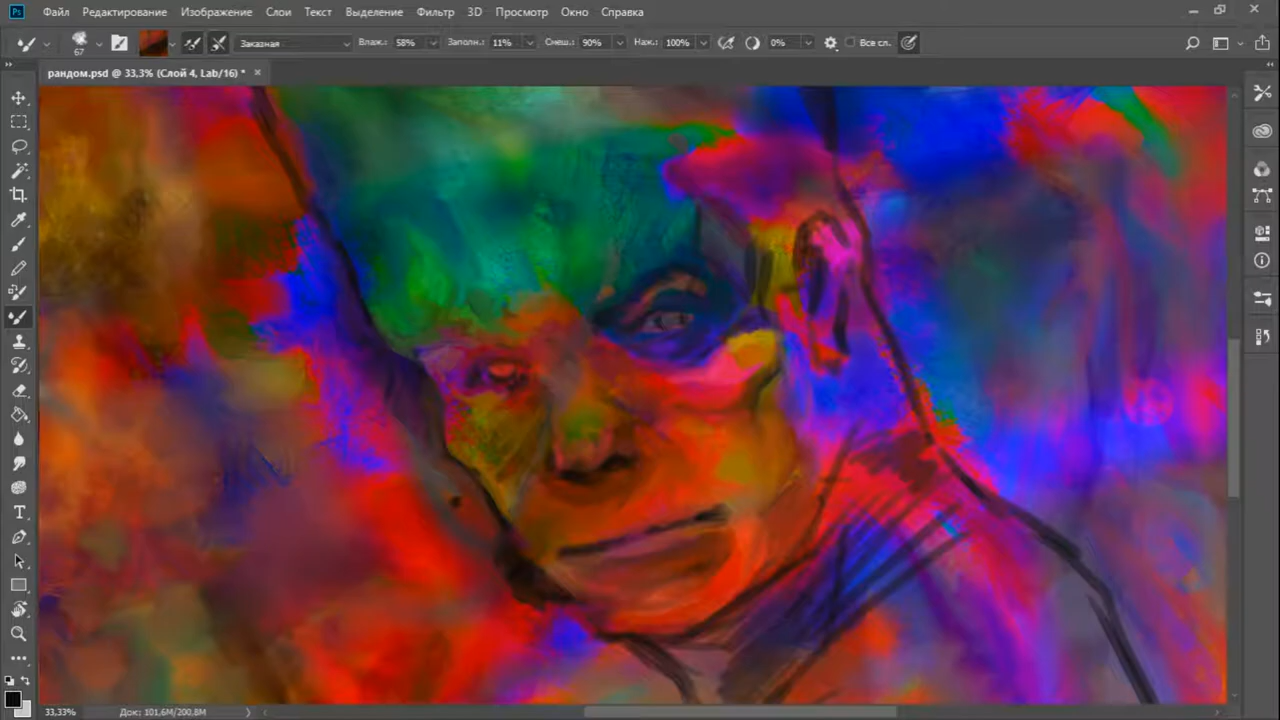 Ps Файл Редактирование Изображение Слои Текст Выделение Фильтр 3D Просмотр Окно Справка
67 Заказная Влаж.: 58% Заполн.: 11% Смеш.: 90% Наж.: 100% 0% Все сл.
рандом.psd @ 33,3% (Слой 4, Lab/16) * ×
33,33% Док: 101,6M/200,8M